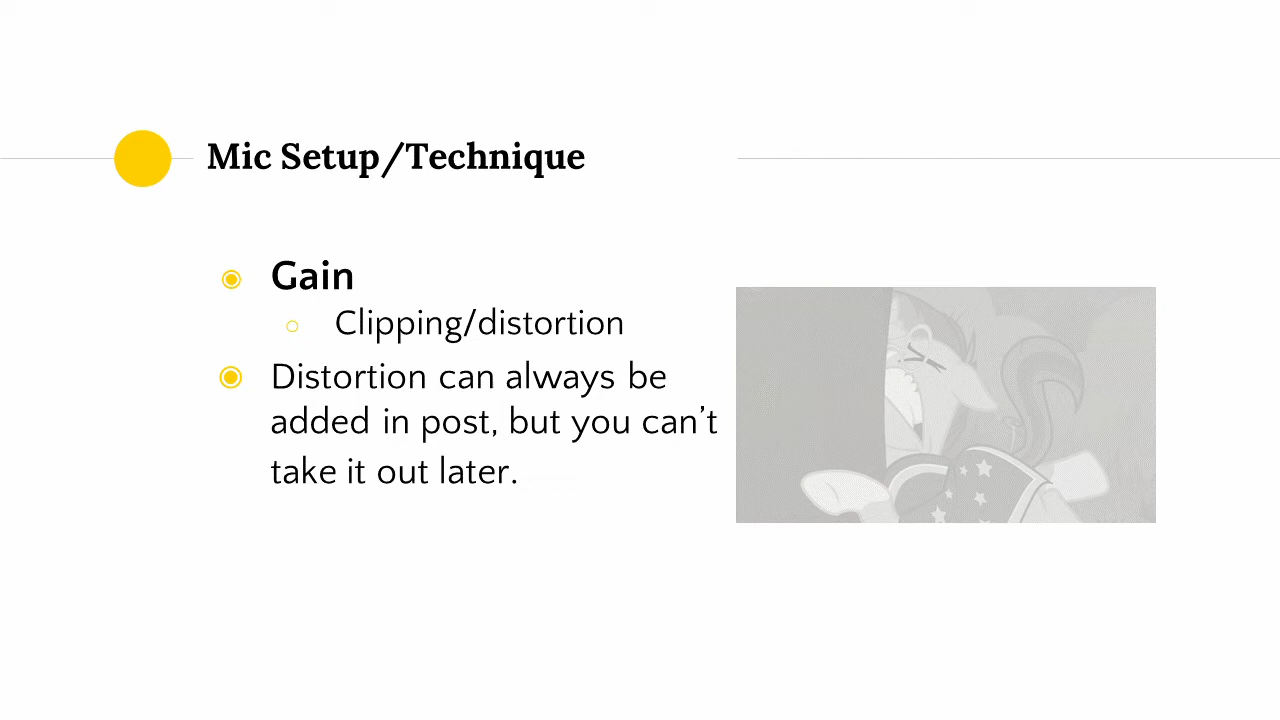 Mic Setup/Technique
Gain
Clipping/distortion
Distortion can always be
added in post, but you can’t
take it out later.